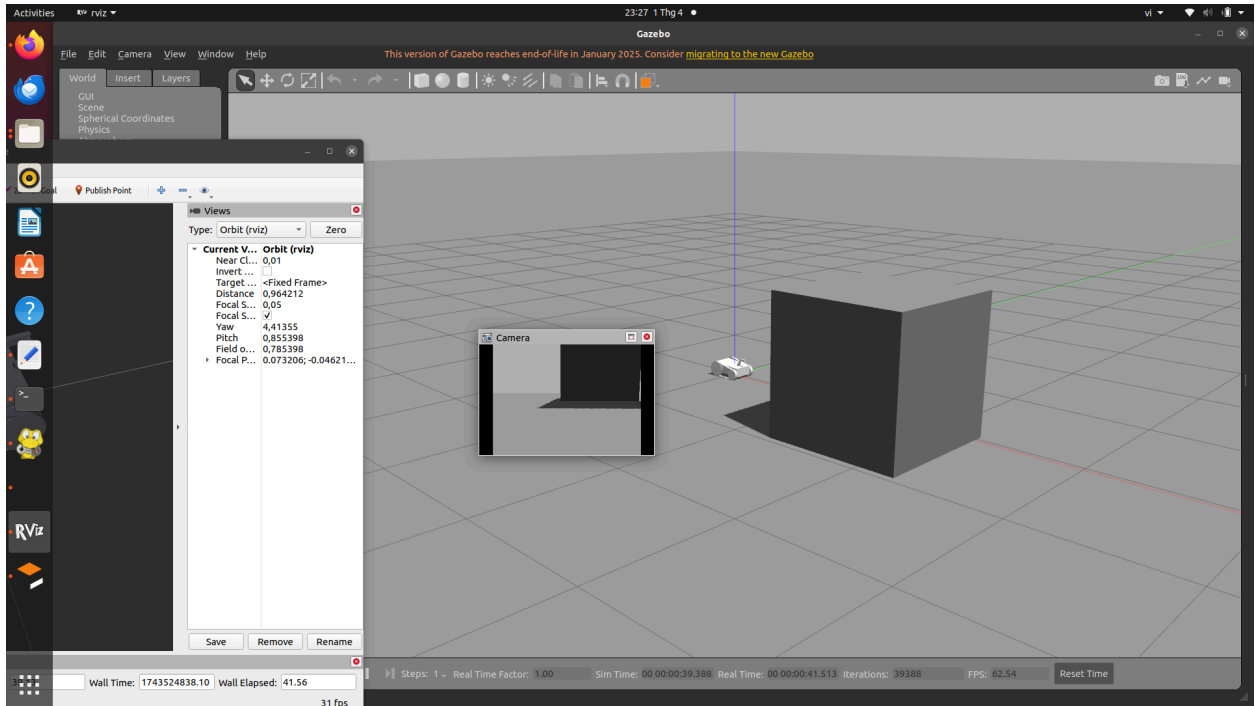 Activities
RW rviz
23:27 1 Thg 4
vi
Gazebo
File Edit Camera View Window Help
This version of Gazebo reaches end-of-life in January 2025. Consider migrating to the new Gazebo
World Insert Layers
GUI
Scene
Spherical Coordinates
Physics
Goal
Publish Point
Views
Type: Orbit (rviz) Zero
Current V... Orbit (rviz)
Near Cl... 0,01
Invert ...
Target ... <Fixed Frame>
Distance 0,964212
Focal S... 0,05
Focal S...
Yaw 4,41355
Pitch 0,855398
Field o... 0,785398
Focal P... 0.073206; -0.04621...
Camera
RViz
Save Remove Rename
Steps: 1 Real Time Factor: 1.00 Sim Time: 00 00:00:39.388 Real Time: 00 00:00:41.513 Iterations: 39388 FPS: 62.54 Reset Time
Wall Time: 1743524838.10 Wall Elapsed: 41.56
31 fps